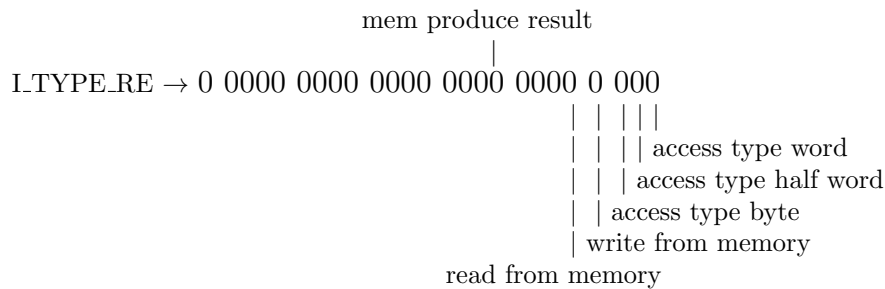 mem produce result
|
I_TYPE_RE → 0 0000 0000 0000 0000 0000 0 000
| | | | |
| | | | access type word
| | | access type half word
| | access type byte
| write from memory
read from memory